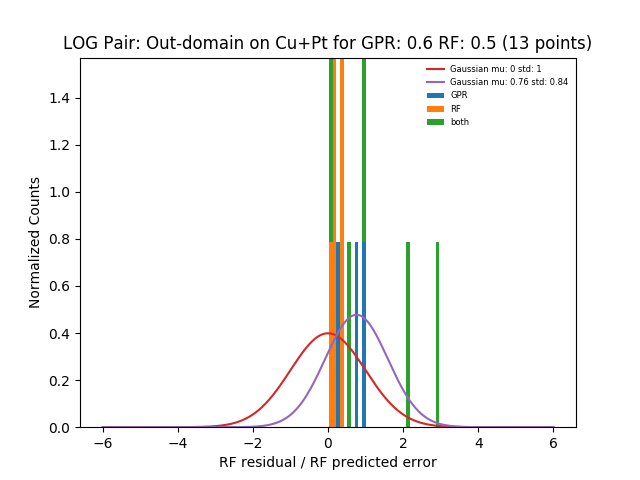 LOG Pair: Out-domain on Cu+Pt for GPR: 0.6 RF: 0.5 (13 points)
Gaussian mu: 0 std: 1
Gaussian mu: 0.76 std: 0.84
GPR
RF
both
Normalized Counts
1.4
1.2
1.0
0.8
0.6
0.4
0.2
0.0
−6 −4 −2 0 2 4 6
RF residual / RF predicted error